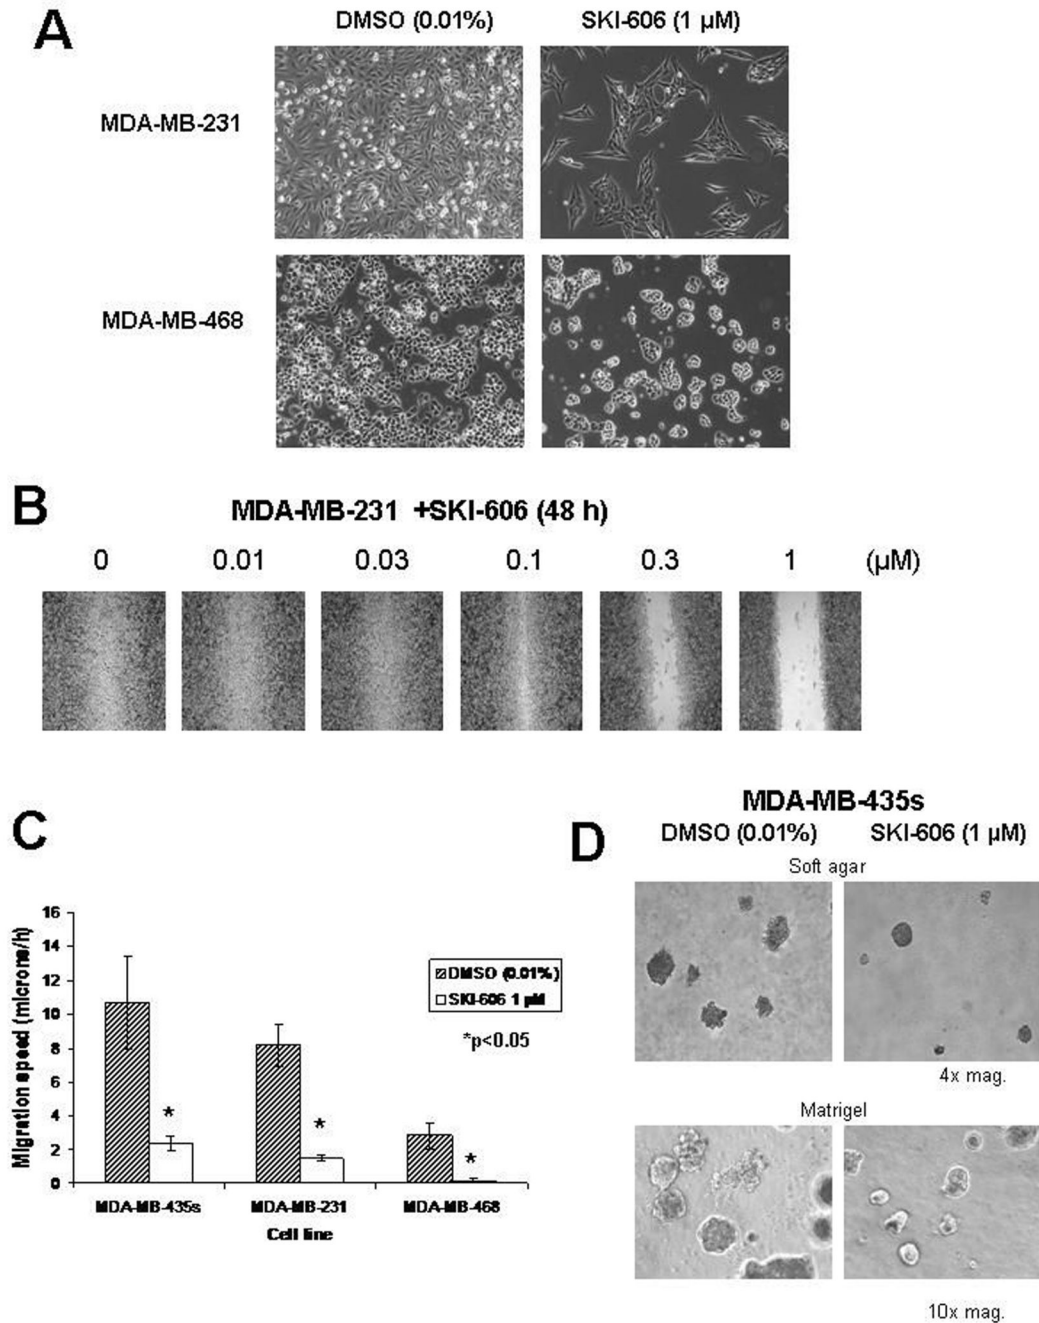 A
DMSO (0.01%) SKI-606 (1 µM)
MDA-MB-231
MDA-MB-468
B
MDA-MB-231 +SKI-606 (48 h)
0 0.01 0.03 0.1 0.3 1 (µM)
C
Migration speed (microns/h)
16
14
12
10
8
6
4
2
0
DMSO (0.01%)
SKI-606 1 µM
*p<0.05
*
*
*
MDA-MB-435s MDA-MB-231 MDA-MB-468
Cell line
D
MDA-MB-435s
DMSO (0.01%) SKI-606 (1 µM)
Soft agar
4x mag.
Matrigel
10x mag.